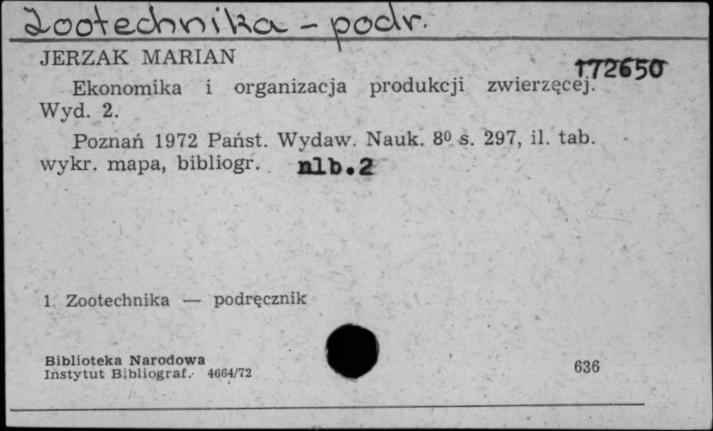 Zootechnika - podr.
JERZAK MARIAN
172650
Ekonomika i organizacja produkcji zwierzęcej.
Wyd. 2.
Poznań 1972 Państ. Wydaw. Nauk. 8⁰ s. 297, il. tab.
wykr. mapa, bibliogr. nlb.2
1. Zootechnika — podręcznik
Biblioteka Narodowa
Instytut Bibliograf. 4664/72
636